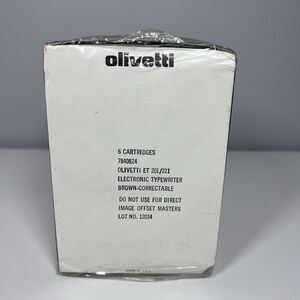 olivetti
6 CARTRIDGES
7840824
OLIVETTI ET 201/221
ELECTRONIC TYPEWRITER
BROWN-CORRECTABLE
DO NOT USE FOR DIRECT
IMAGE OFFSET MASTERS
LOT NO. 12034